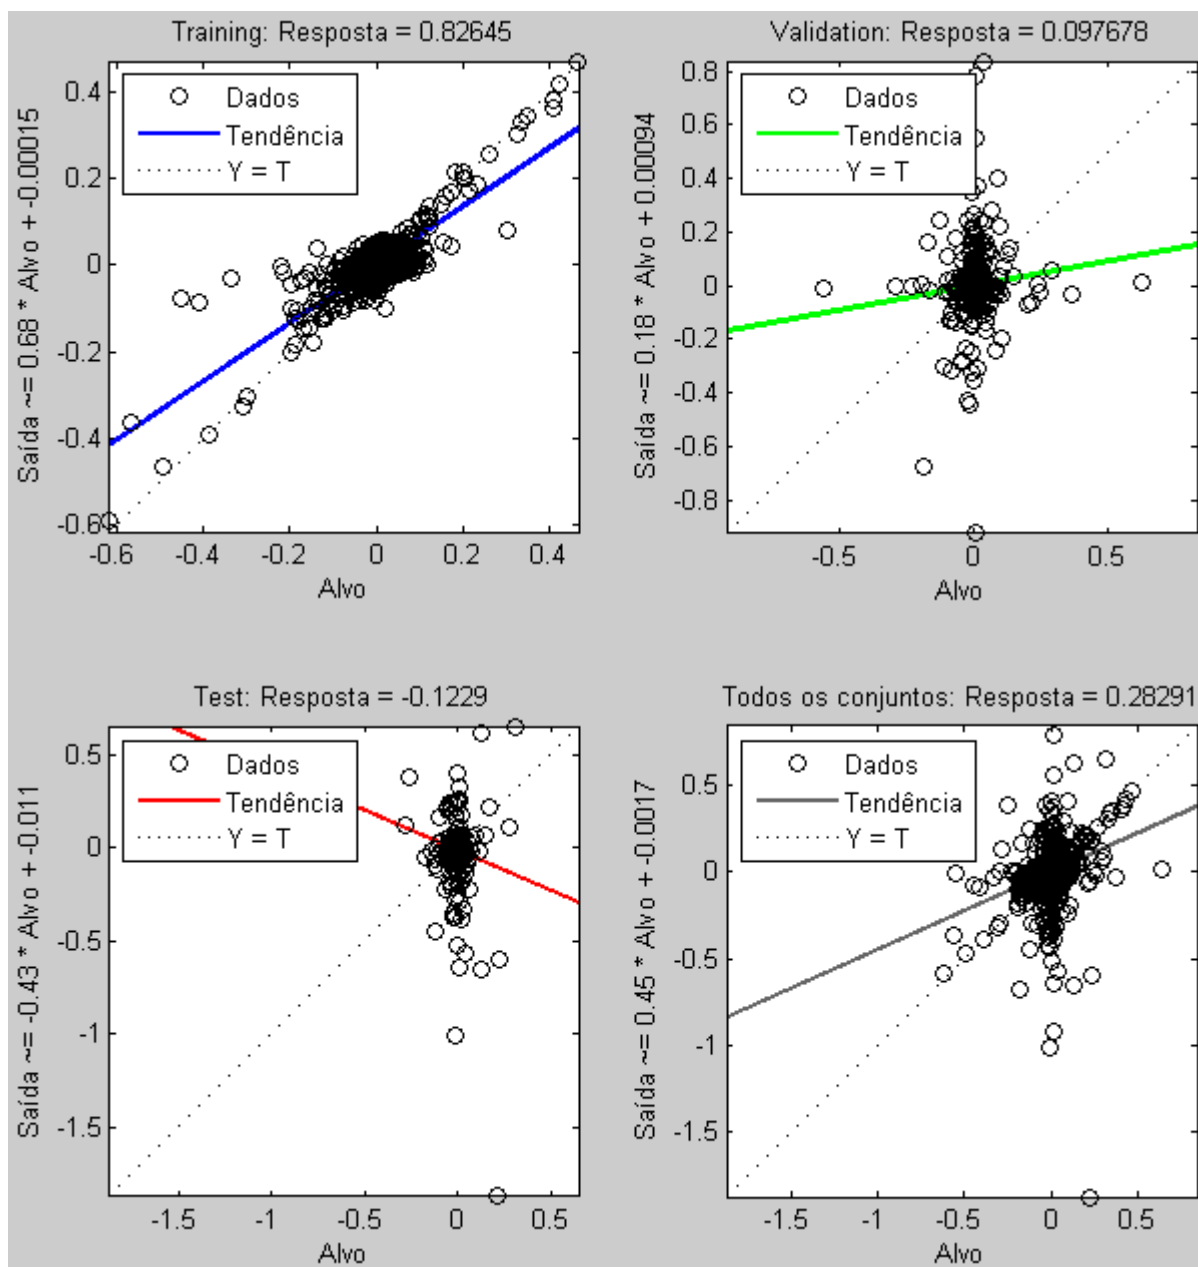 Training: Resposta = 0.82645
Saída ~= 0.68 * Alvo + -0.00015
Dados
Tendência
Y = T
0.4
0.2
0
-0.2
-0.4
-0.6
-0.6 -0.4 -0.2 0 0.2 0.4
Alvo
Validation: Resposta = 0.097678
Saída ~= 0.18 * Alvo + 0.00094
Dados
Tendência
Y = T
0.8
0.6
0.4
0.2
0
-0.2
-0.4
-0.6
-0.8
-0.5 0 0.5
Alvo
Test: Resposta = -0.1229
Saída ~= -0.43 * Alvo + -0.011
Dados
Tendência
Y = T
0.5
0
-0.5
-1
-1.5
-1.5 -1 -0.5 0 0.5
Alvo
Todos os conjuntos: Resposta = 0.28291
Saída ~= 0.45 * Alvo + -0.0017
Dados
Tendência
Y = T
0.5
0
-0.5
-1
-1.5
-1.5 -1 -0.5 0 0.5
Alvo